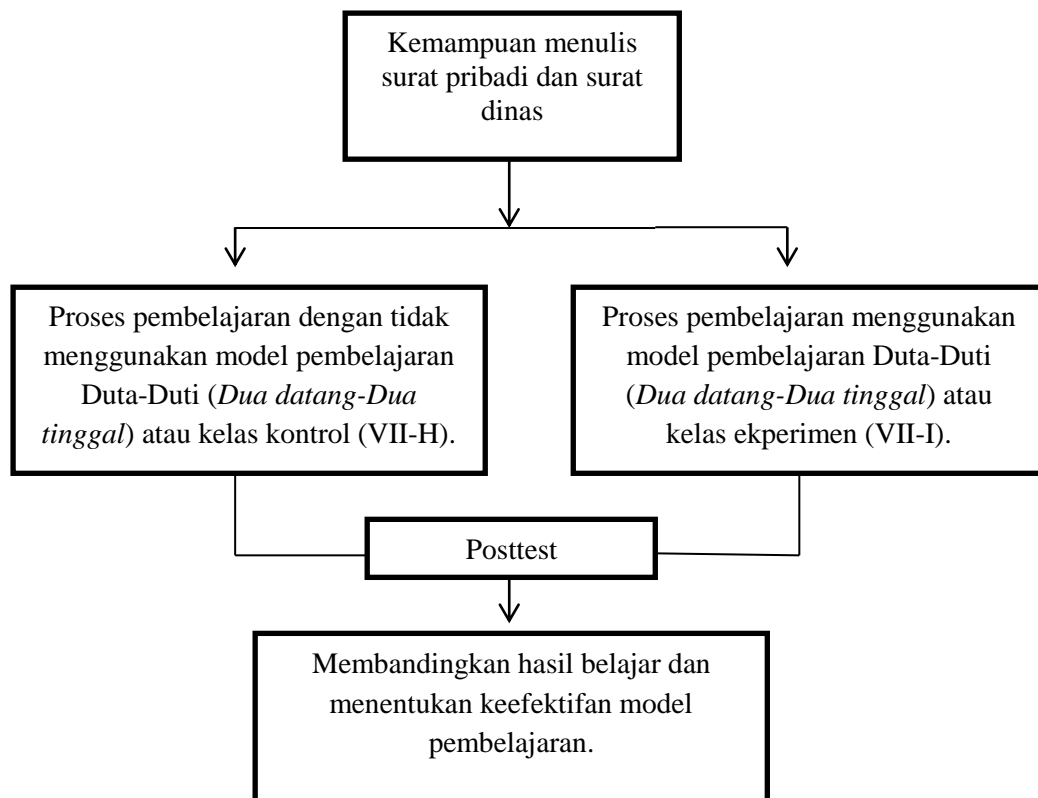 Kemampuan menulis
surat pribadi dan surat
dinas
Proses pembelajaran dengan tidak
menggunakan model pembelajaran
Duta-Duti (Dua datang-Dua
tinggal) atau kelas kontrol (VII-H).
Proses pembelajaran menggunakan
model pembelajaran Duta-Duti
(Dua datang-Dua tinggal) atau
kelas ekperimen (VII-I).
Posttest
Membandingkan hasil belajar dan
menentukan keefektifan model
pembelajaran.